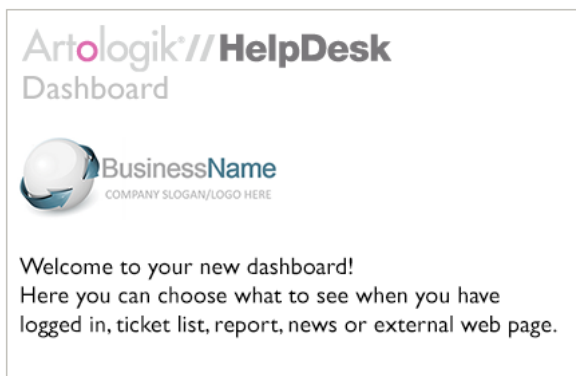 Artologik®//HelpDesk
Dashboard
BusinessName
COMPANY SLOGAN/LOGO HERE
Welcome to your new dashboard!
Here you can choose what to see when you have
logged in, ticket list, report, news or external web page.